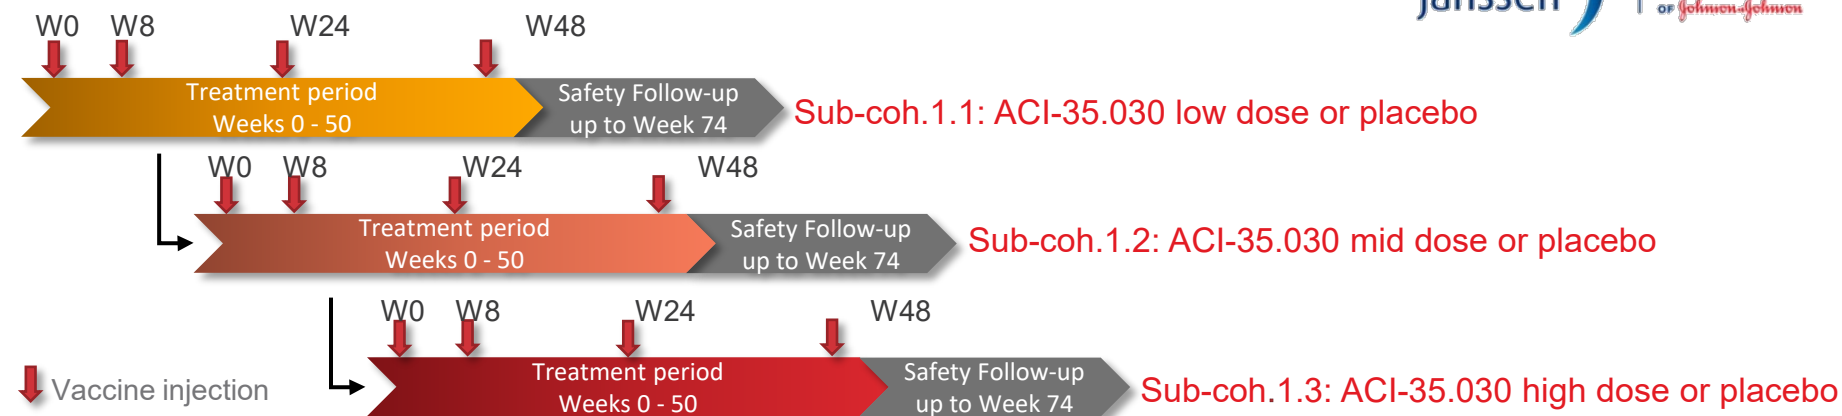 Janssen
OF Johnson & Johnson
W0 W8 W24 W48
Treatment period
Weeks 0 - 50
Safety Follow-up
up to Week 74
Sub-coh.1.1: ACI-35.030 low dose or placebo
W0 W8 W24 W48
Treatment period
Weeks 0 - 50
Safety Follow-up
up to Week 74
Sub-coh.1.2: ACI-35.030 mid dose or placebo
W0 W8 W24 W48
Treatment period
Weeks 0 - 50
Safety Follow-up
up to Week 74
Sub-coh.1.3: ACI-35.030 high dose or placebo
Vaccine injection